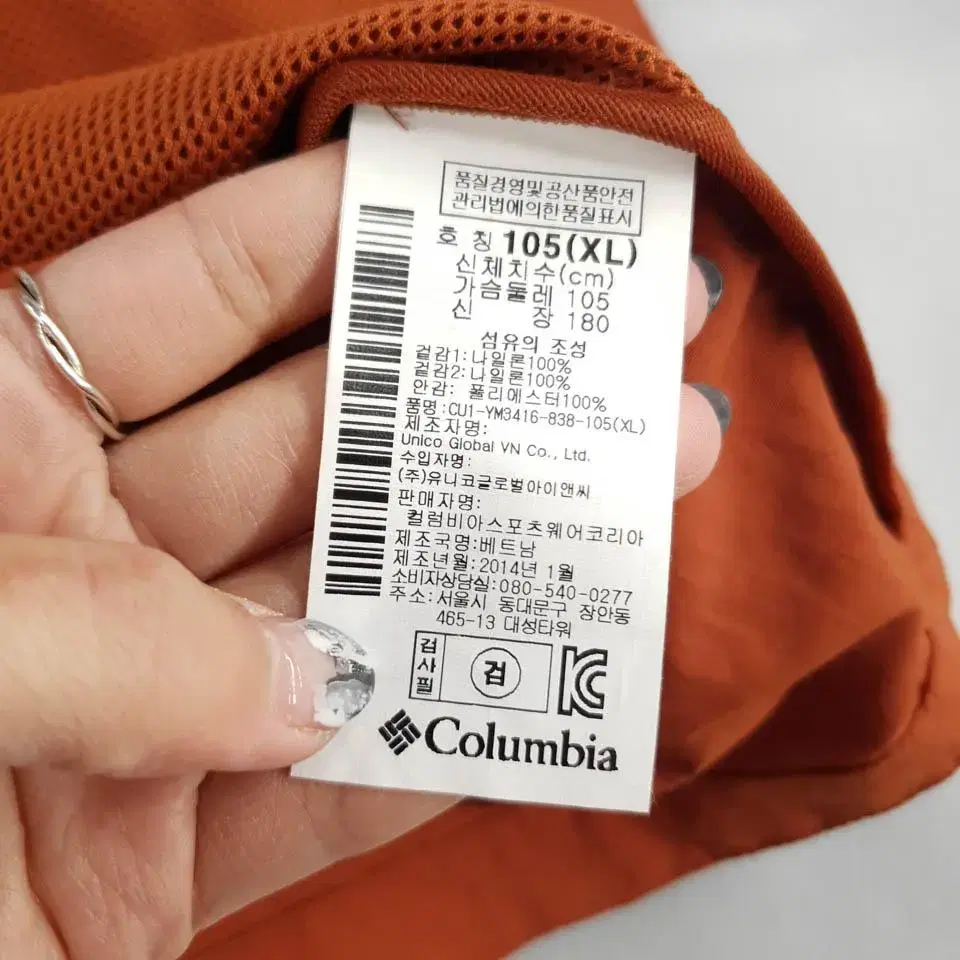 품질경영및공산품안전
관리법에의한품질표시
호 칭 105(XL)
신체치수(cm)
가슴둘레 105
신 장 180
섬유의 조성
겉감1: 나일론100%
겉감2: 나일론100%
안감: 폴리에스터100%
품명: CU1-YM3416-838-105(XL)
제조자명:
Unico Global VN Co., Ltd.
수입자명:
(주)유니코글로벌아이앤씨
판매자명:
컬럼비아스포츠웨어코리아
제조국명:베트남
제조년월: 2014년 1월
소비자상담실:080-540-0277
주소:서울시 동대문구 장안동
465-13 대성타워
검사필
검
KC
Columbia